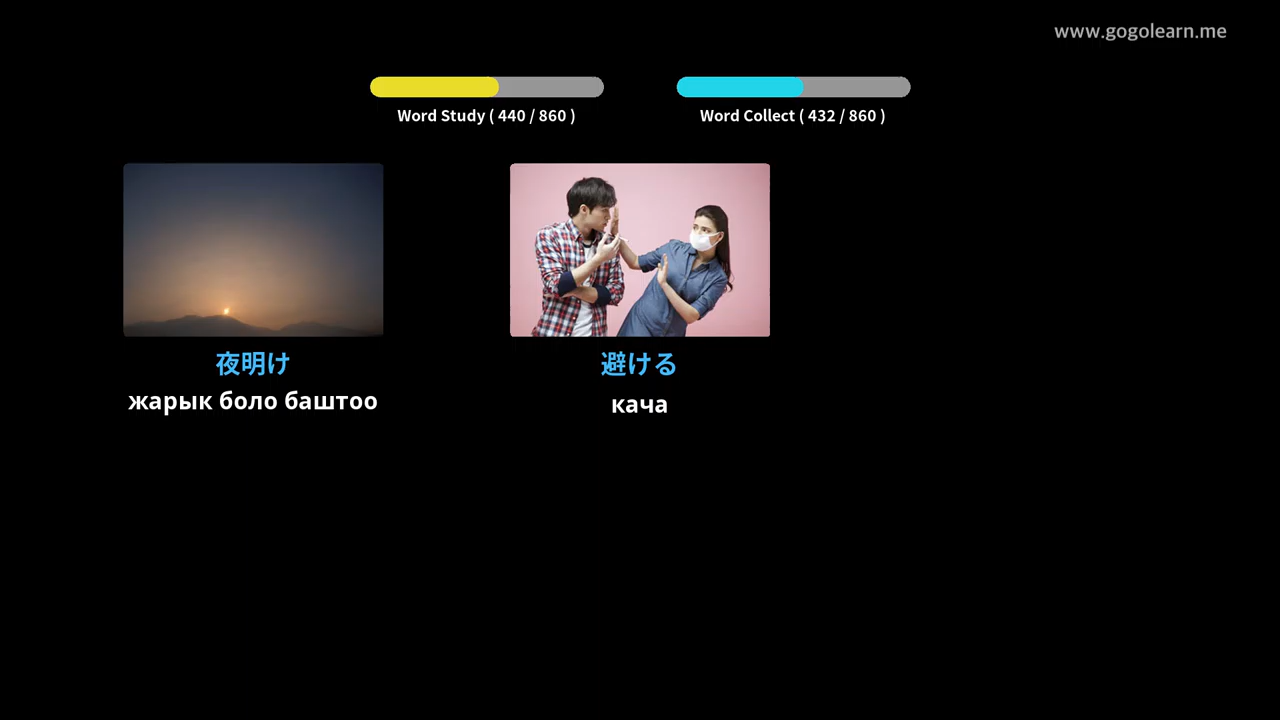 www.gogolearn.me
Word Study ( 440 / 860 )
Word Collect ( 432 / 860 )
夜明け
жарык боло баштоо
避ける
кача